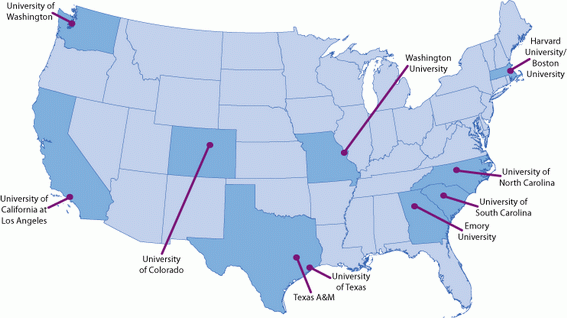 University of
Washington
Harvard
University/
Boston
University
Washington
University
University of
North Carolina
University of
South Carolina
Emory
University
University of
California at
Los Angeles
University
of Colorado
University
of Texas
Texas A&M